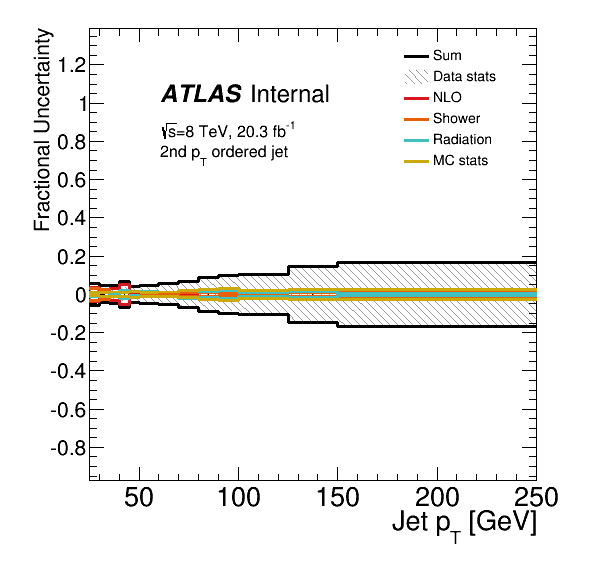 Fractional Uncertainty
1.2
1
0.8
0.6
0.4
0.2
0
-0.2
-0.4
-0.6
-0.8
ATLAS Internal
√s=8 TeV, 20.3 fb-1
2nd pT ordered jet
Sum
Data stats
NLO
Shower
Radiation
MC stats
50 100 150 200 250
Jet pT [GeV]